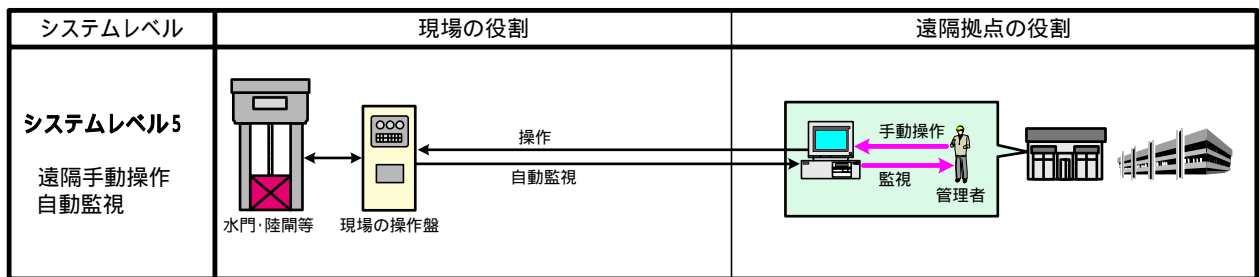 システムレベル
現場の役割
遠隔拠点の役割
システムレベル5
遠隔手動操作
自動監視
水門・陸閘等
現場の操作盤
操作
自動監視
手動操作
監視
管理者